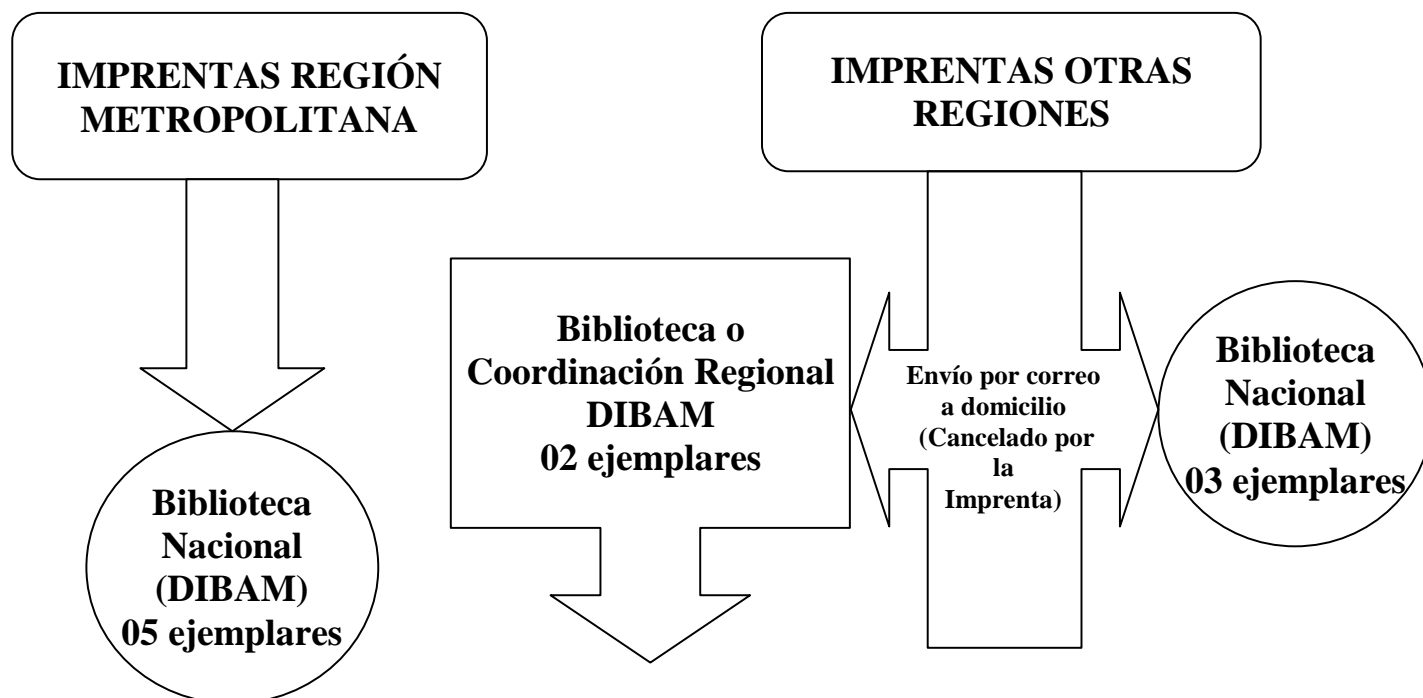 IMPRENTAS REGIÓN
METROPOLITANA
IMPRENTAS OTRAS
REGIONES
Biblioteca o
Coordinación Regional
DIBAM
02 ejemplares
Envío por correo
a domicilio
(Cancelado por
la
Imprenta)
Biblioteca
Nacional
(DIBAM)
03 ejemplares
Biblioteca
Nacional
(DIBAM)
05 ejemplares